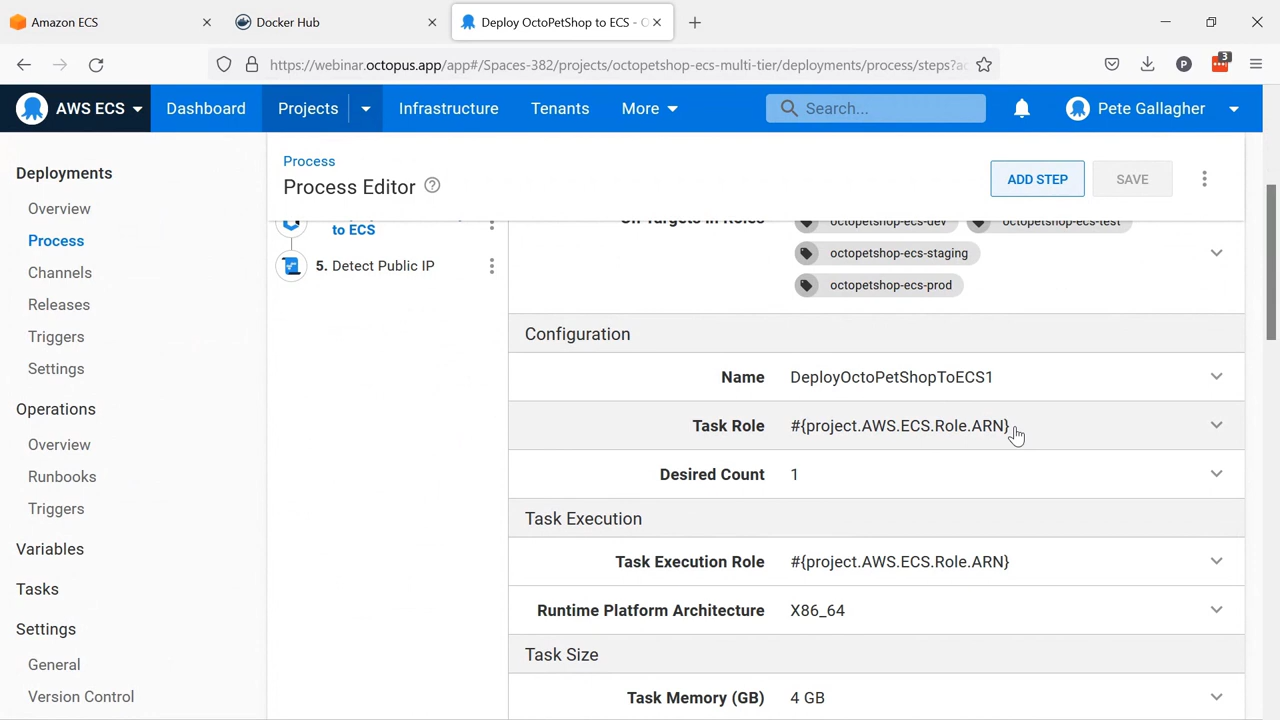 Amazon ECS
Docker Hub
Deploy OctoPetShop to ECS - O
https://webinar.octopus.app/app#/Spaces-382/projects/octopetshop-ecs-multi-tier/deployments/process/steps?a
P
3
AWS ECS
Dashboard
Projects
Infrastructure
Tenants
More
Search...
Pete Gallagher
Deployments
Overview
Process
Channels
Releases
Triggers
Settings
Operations
Overview
Runbooks
Triggers
Variables
Tasks
Settings
General
Version Control
Process
Process Editor
ADD STEP
SAVE
to ECS
5. Detect Public IP
On Targets in Roles
octopetshop-ecs-dev
octopetshop-ecs-test
octopetshop-ecs-staging
octopetshop-ecs-prod
Configuration
Name DeployOctoPetShopToECS1
Task Role #{project.AWS.ECS.Role.ARN}
Desired Count 1
Task Execution
Task Execution Role #{project.AWS.ECS.Role.ARN}
Runtime Platform Architecture X86_64
Task Size
Task Memory (GB) 4 GB